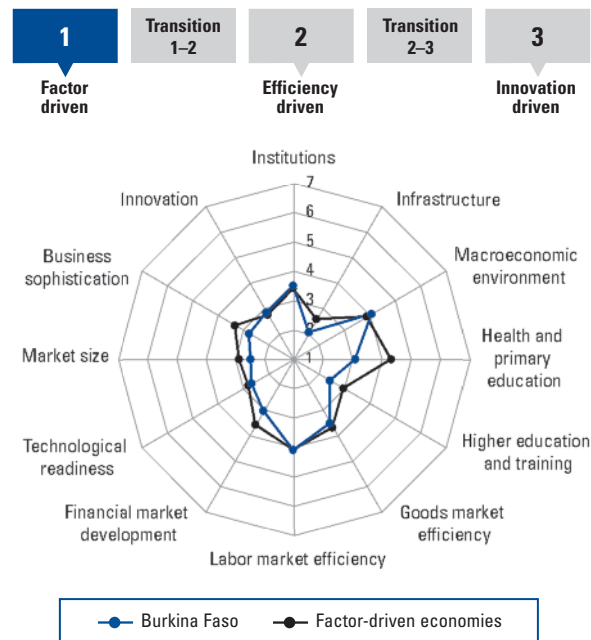 1
Transition
1–2
2
Transition
2–3
3
Factor
driven
Efficiency
driven
Innovation
driven
Institutions
7
Innovation
Infrastructure
6
5
Business
sophistication
Macroeconomic
environment
4
3
2
Market size
1
Health and
primary
education
Technological
readiness
Higher education
and training
Financial market
development
Goods market
efficiency
Labor market efficiency
Burkina Faso
Factor-driven economies